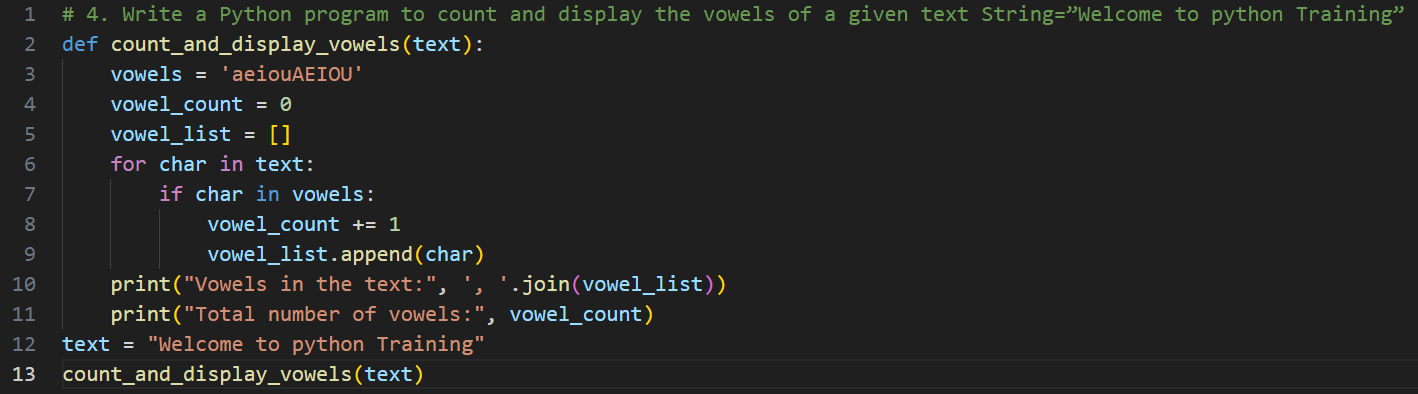 1 # 4. Write a Python program to count and display the vowels of a given text String=”Welcome to python Training”
2 def count_and_display_vowels(text):
3     vowels = 'aeiouAEIOU'
4     vowel_count = 0
5     vowel_list = []
6     for char in text:
7         if char in vowels:
8             vowel_count += 1
9             vowel_list.append(char)
10     print("Vowels in the text:", ', '.join(vowel_list))
11     print("Total number of vowels:", vowel_count)
12 text = "Welcome to python Training"
13 count_and_display_vowels(text)